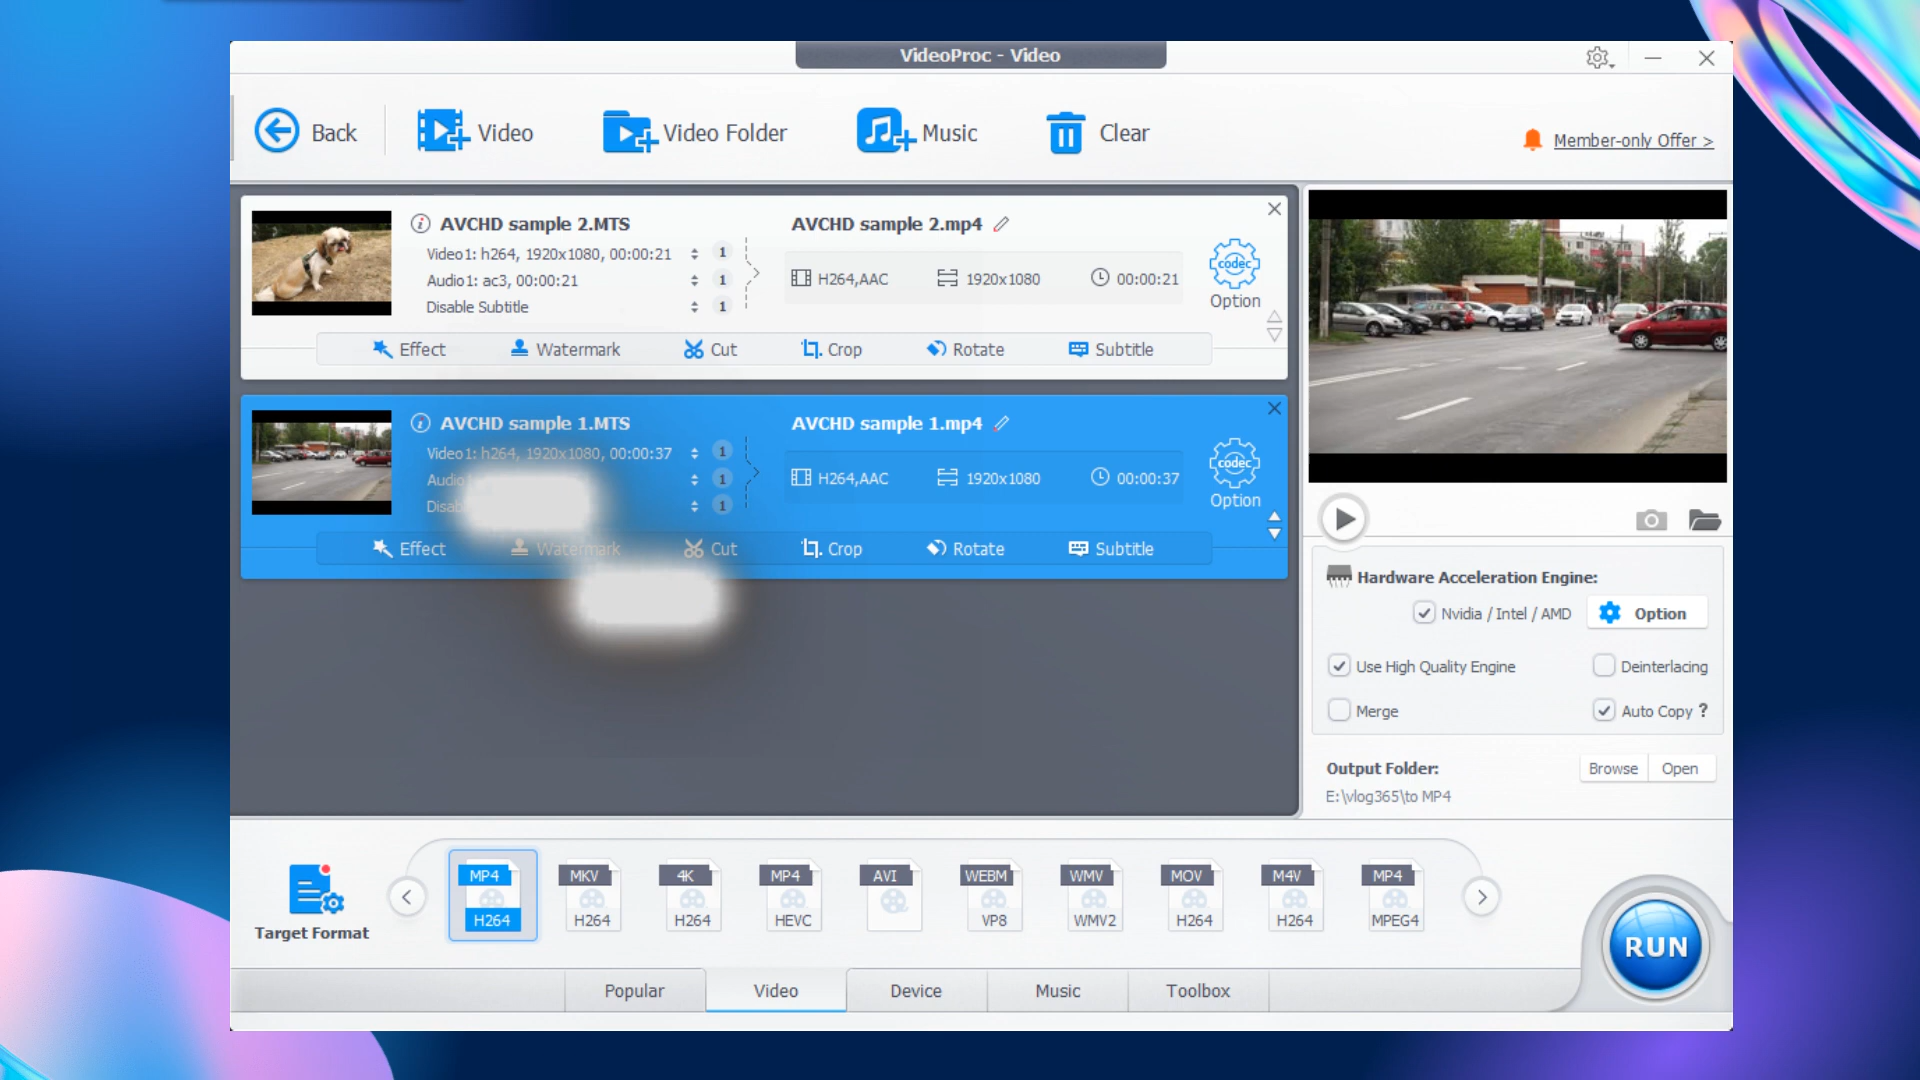 VideoProc - Video
Back
Video
Video Folder
Music
Clear
Member-only Offer >
AVCHD sample 2.MTS
Video1: h264, 1920x1080, 00:00:21
1
Audio1: ac3, 00:00:21
1
Disable Subtitle
1
AVCHD sample 2.mp4
H264,AAC
1920x1080
00:00:21
codec
Option
Effect
Watermark
Cut
Crop
Rotate
Subtitle
AVCHD sample 1.MTS
Video1: h264, 1920x1080, 00:00:37
1
1
1
AVCHD sample 1.mp4
H264,AAC
1920x1080
00:00:37
codec
Option
Effect
Watermark
Cut
Crop
Rotate
Subtitle
Hardware Acceleration Engine:
Nvidia / Intel / AMD
Option
Use High Quality Engine
Deinterlacing
Merge
Auto Copy ?
Output Folder:
Browse
Open
E:\vlog365\to MP4
Target Format
MP4
H264
MKV
H264
4K
H264
MP4
HEVC
AVI
WEBM
VP8
WMV
WMV2
MOV
H264
M4V
H264
MP4
MPEG4
RUN
Popular
Video
Device
Music
Toolbox